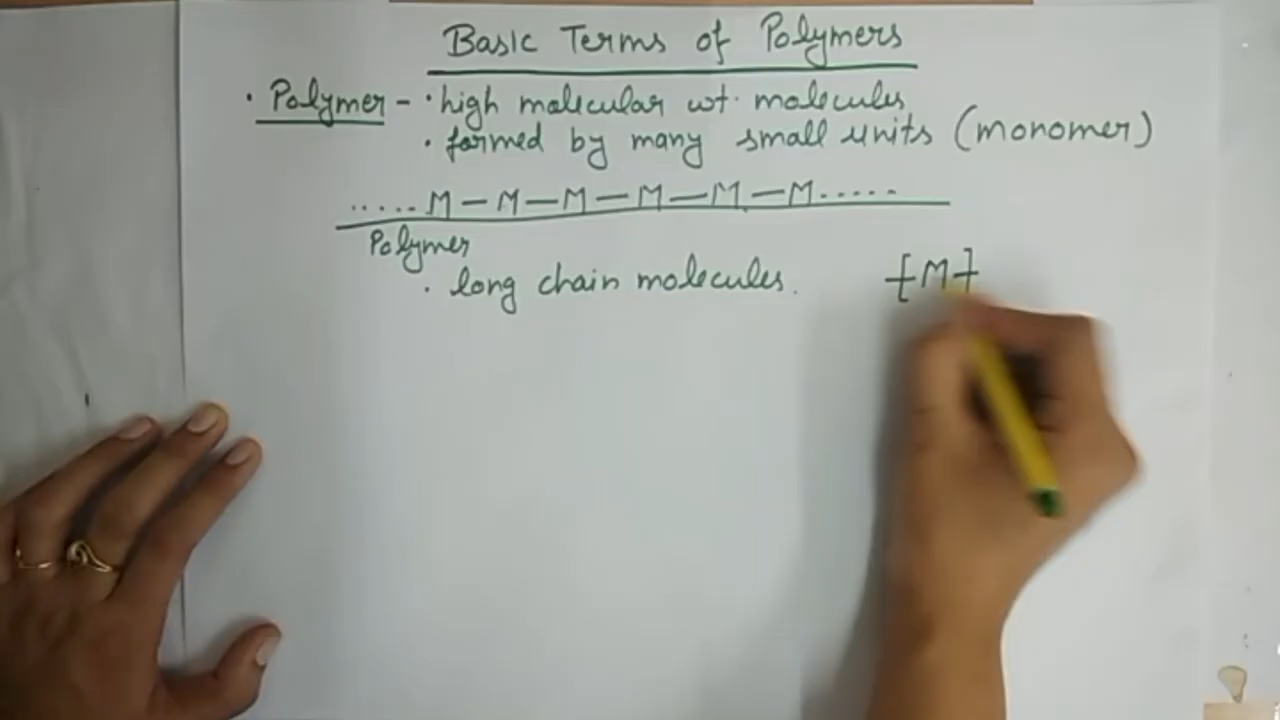 Basic Terms of Polymers
· Polymer - · high molecular wt. molecules
· formed by many small units (monomer)
..... M - M - M - M - M - M .....
Polymer
· long chain molecules.
-[M]-